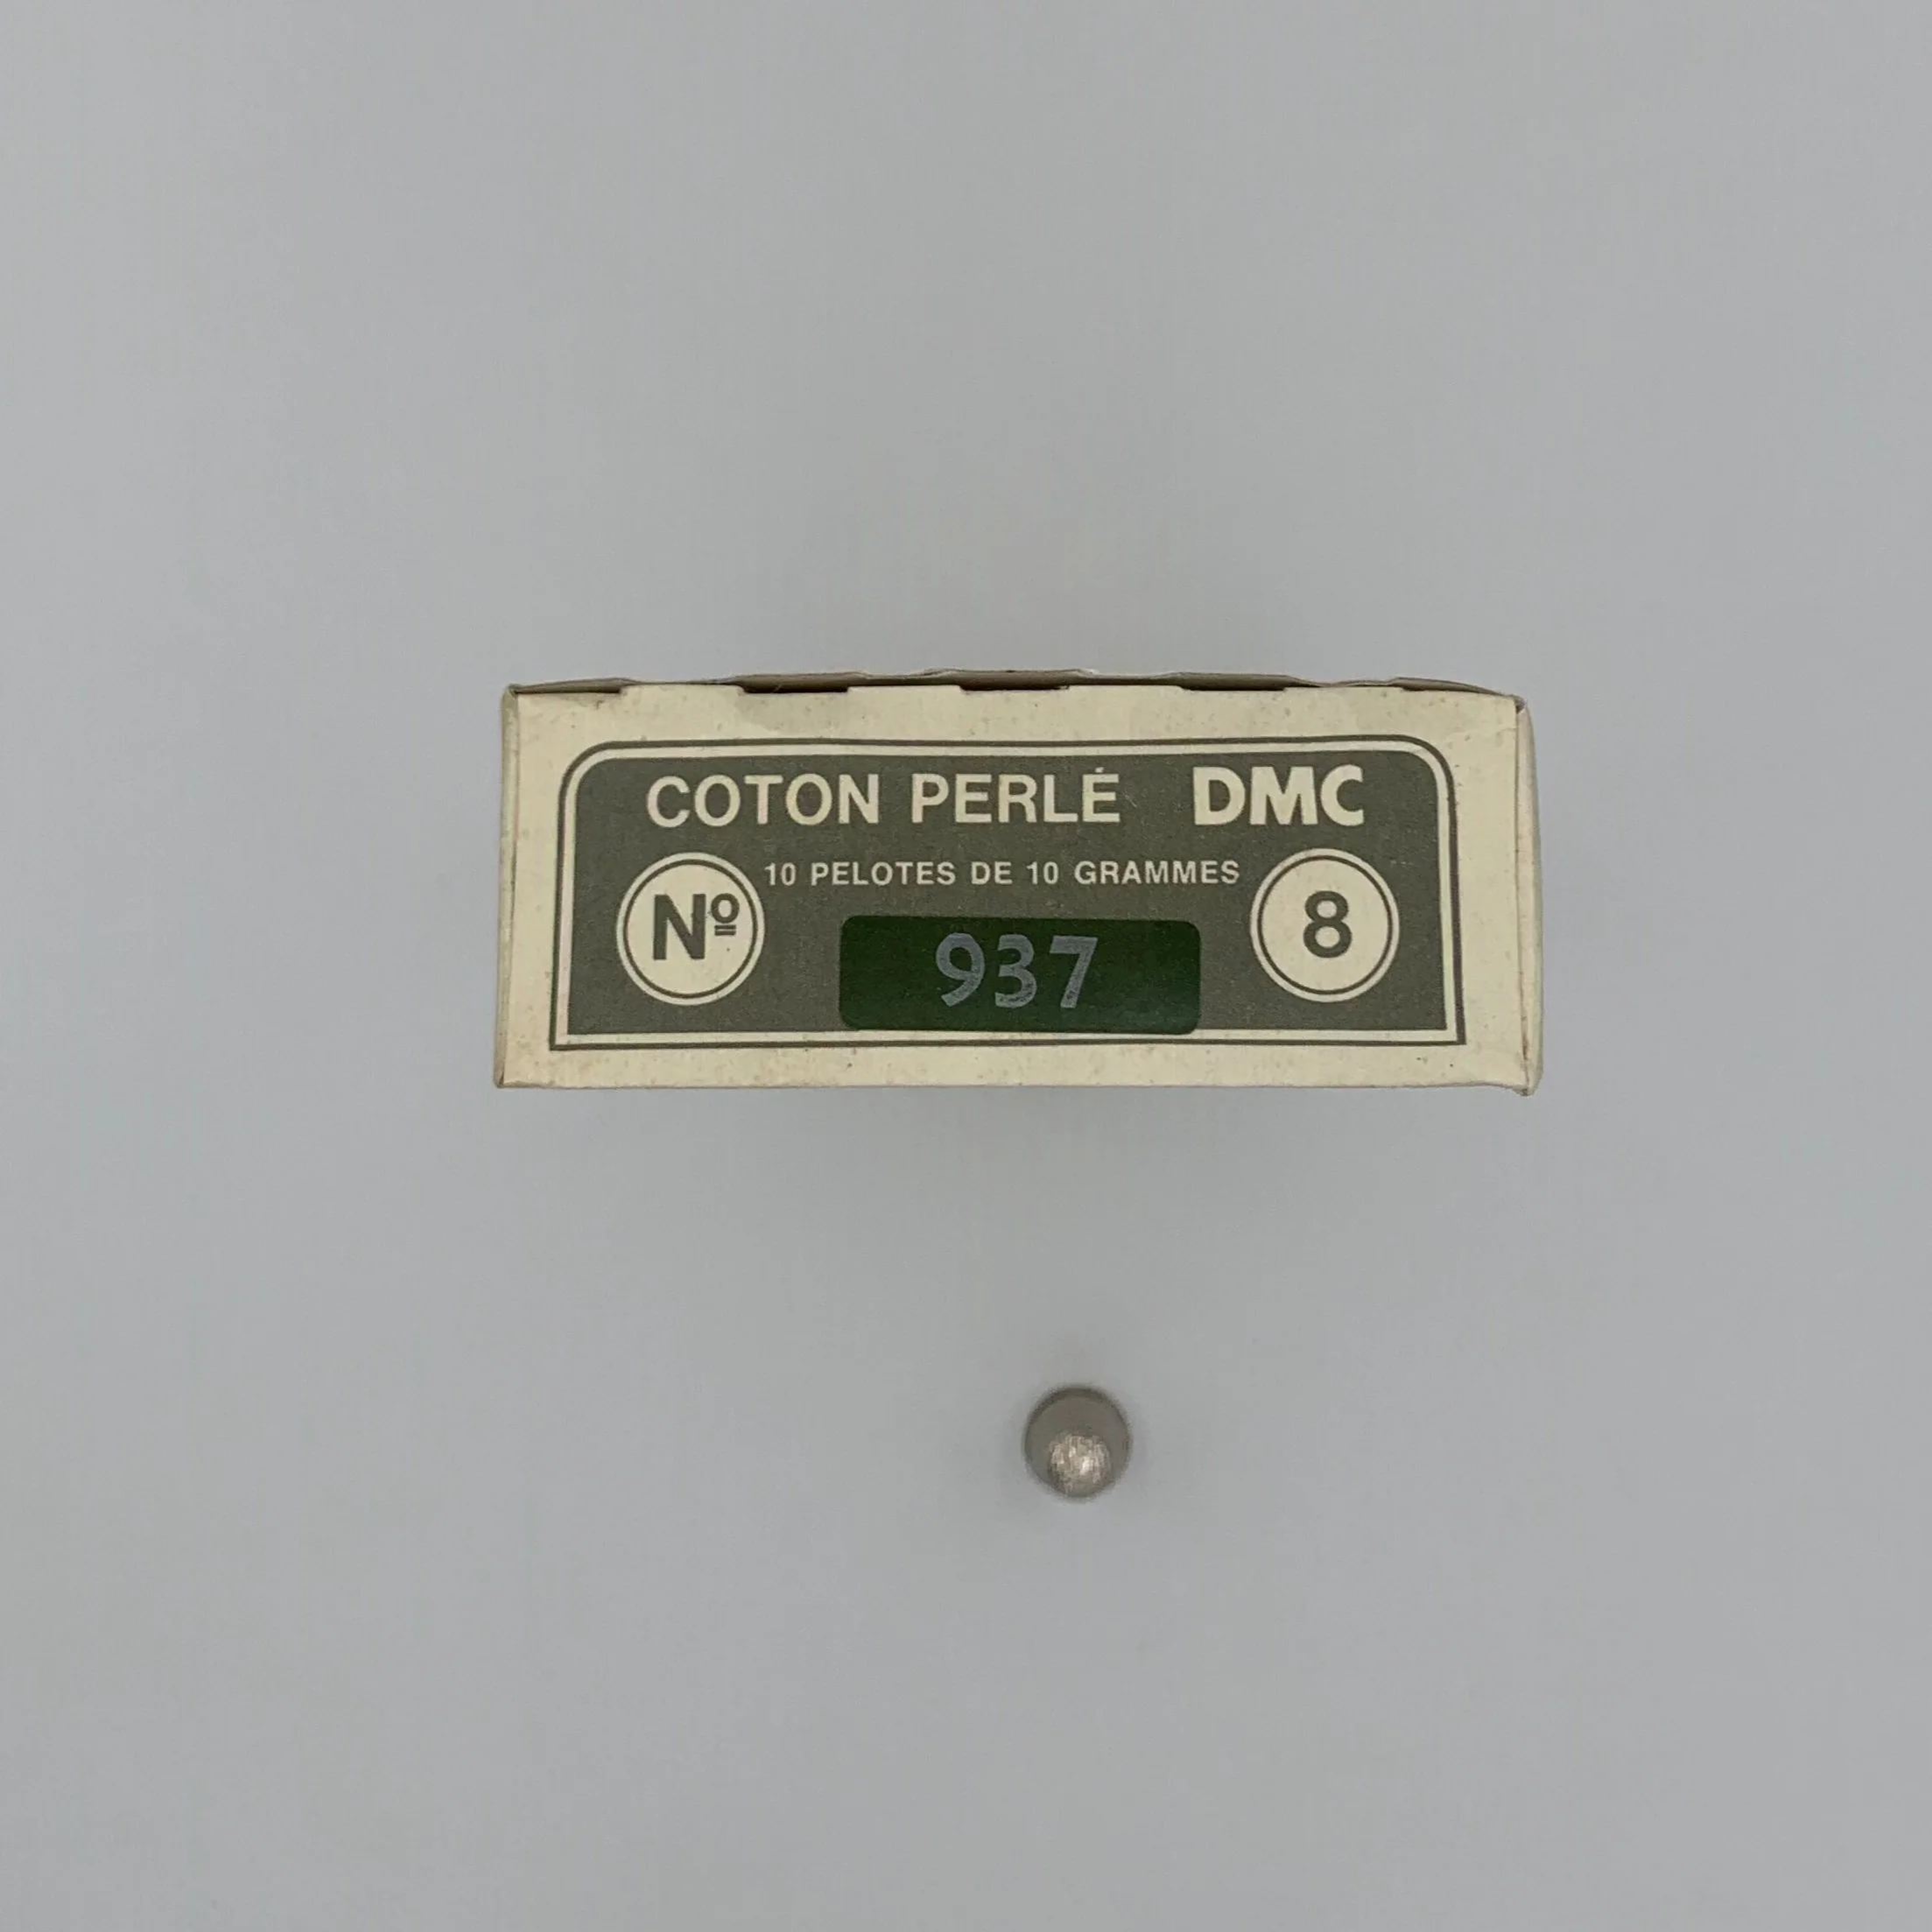 COTON PERLÉ DMC
10 PELOTES DE 10 GRAMMES
Nº 8
937